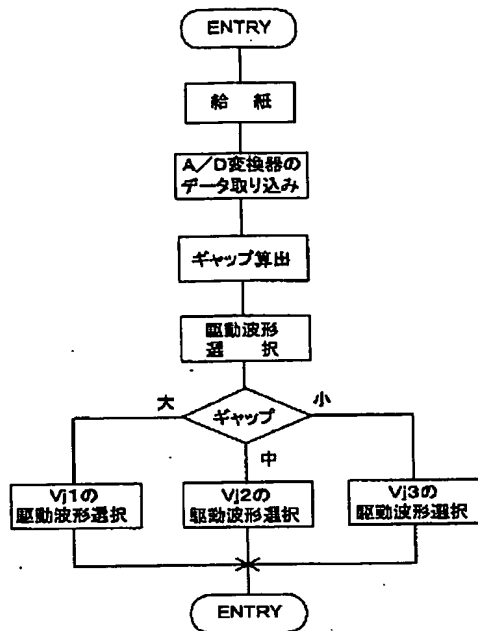 ENTRY
給 紙
A/D変換器の
データ取り込み
ギャップ算出
駆動波形
選 択
大
ギャップ
小
中
Vj1の
駆動波形選択
Vj2の
駆動波形選択
Vj3の
駆動波形選択
ENTRY